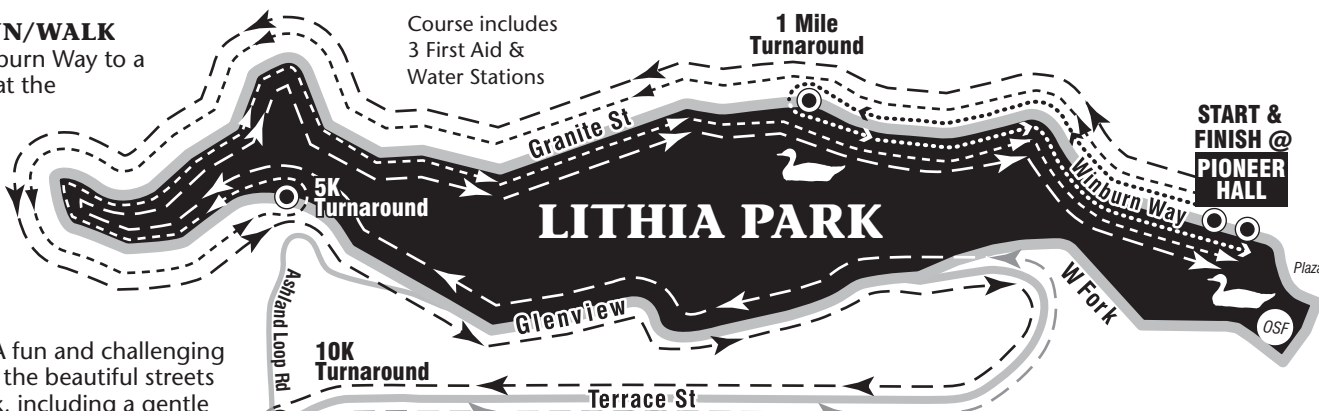 UN/WALK
burn Way to a
at the
Course includes
3 First Aid &
Water Stations
1 Mile
Turnaround
START &
FINISH @
PIONEER
HALL
Granite St
Winburn Way
5K
Turnaround
LITHIA PARK
Plaza
OSF
W Fork
Glenview
Ashland Loop Rd
A fun and challenging
the beautiful streets
k, including a gentle
10K
Turnaround
Terrace St